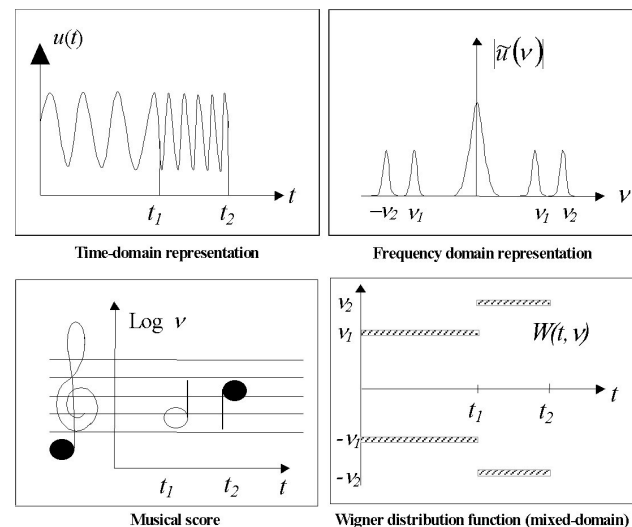 u(t)
t₁ t₂ t
Time-domain representation
|ũ(ν)|
−ν₂ ν₁ ν₁ ν₂ ν
Frequency domain representation
Log ν
t₁ t₂ t
Musical score
ν₂
ν₁
W(t, ν)
t₁ t₂ t
-ν₁
-ν₂
Wigner distribution function (mixed-domain)